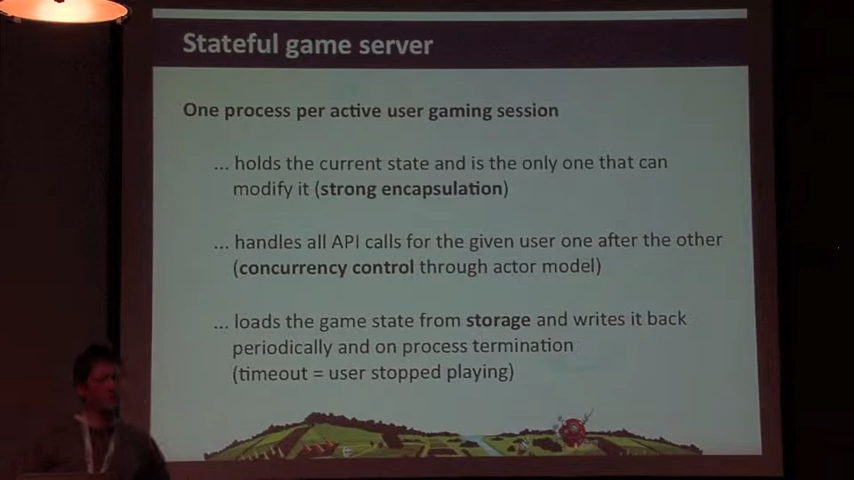 Stateful game server
One process per active user gaming session
... holds the current state and is the only one that can
modify it (strong encapsulation)
... handles all API calls for the given user one after the other
(concurrency control through actor model)
... loads the game state from storage and writes it back
periodically and on process termination
(timeout = user stopped playing)